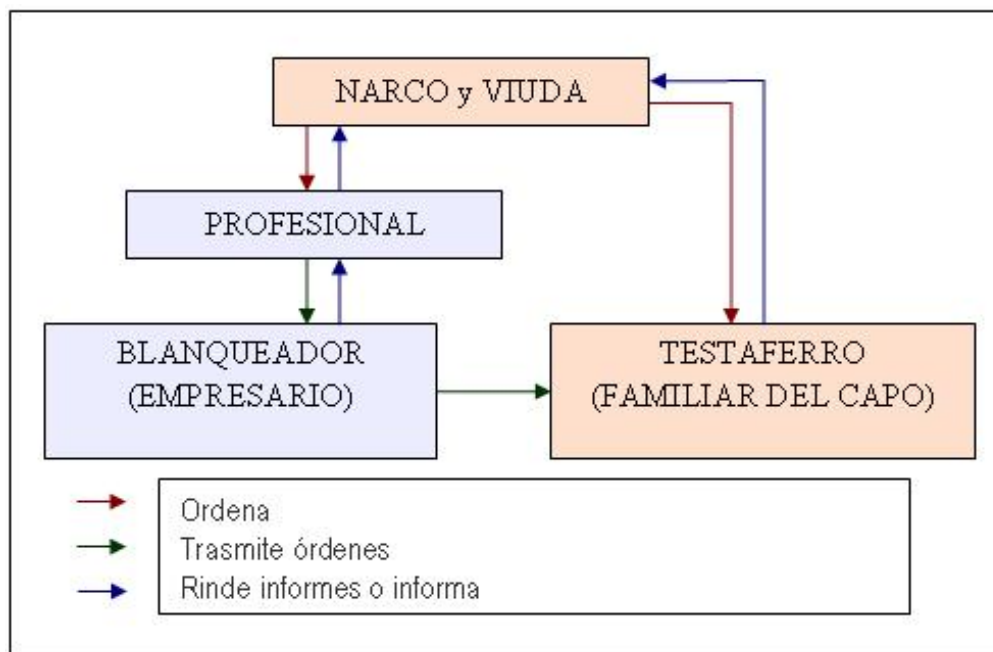 NARCO y VIUDA
PROFESIONAL
BLANQUEADOR
(EMPRESARIO)
TESTAFERRO
(FAMILIAR DEL CAPO)
Ordena
Trasmite órdenes
Rinde informes o informa